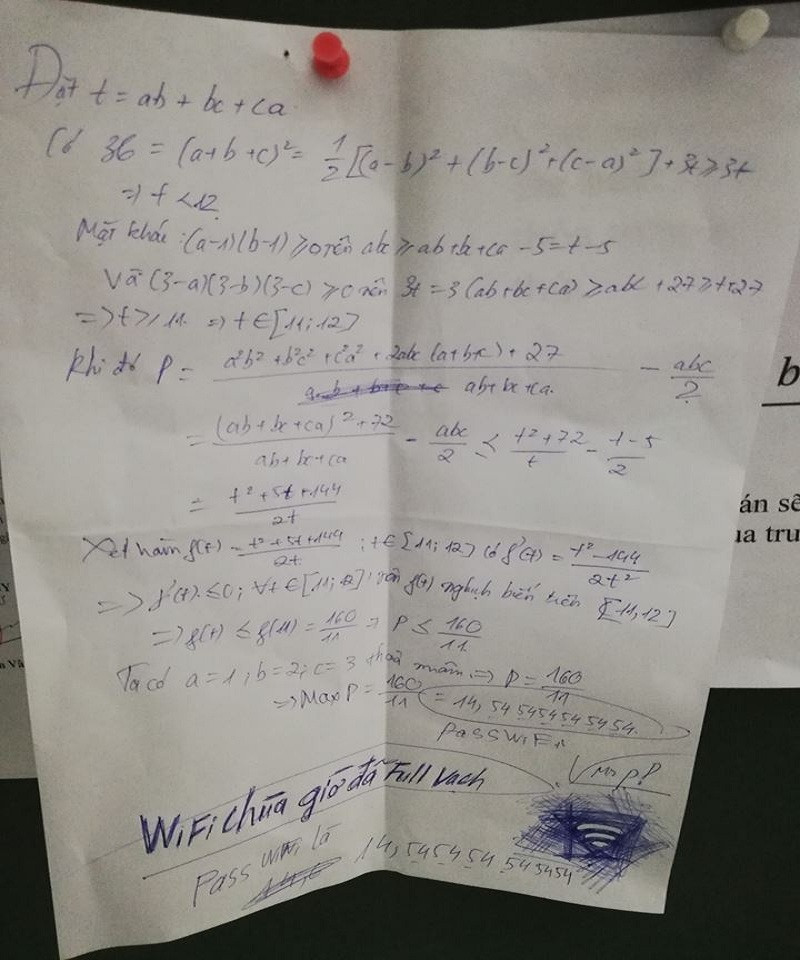 Đặt t = ab + bc + ca.
Có 36 = (a+b+c)² = 1/2 [(a-b)² + (b-c)² + (c-a)²] + 3t ≥ 3t
=> t < 12
Mặt khác : (a-1)(b-1) ≥ 0 nên abc ≥ ab+bc+ca - 5 = t-5
Và (3-a)(3-b)(3-c) ≥ 0 nên 3t = 3(ab+bc+ca) ≥ abc + 27 ≥ t+27
=> t ≥ 11. => t ∈ [11; 12]
Khi đó P = (a²b² + b²c² + c²a² + 2abc(a+b+c) + 27) / (ab+bc+ca) - abc/2
= ((ab+bc+ca)² + 72) / (ab+bc+ca) - abc/2 ≤ (t²+72)/t - (t-5)/2
= (t² + 5t + 144)/2t
Xét hàm f(t) = (t² + 5t + 144)/2t ; t ∈ [11; 12] có f'(t) = (t² - 144)/2t²
=> f'(t) ≤ 0; ∀t ∈ [11; 12]; nên f(t) nghịch biến trên [11, 12]
=> f(t) ≤ f(11) = 160/11 => P ≤ 160/11
Ta có a = 1; b = 2; c = 3 thoả mãn => P = 160/11
=> Max P = 160/11 = 14,545454545454.
Pass WiFi
WiFi chùa giờ đã Full vạch
Pass WiFi là 14,545454545454
b
án sẽ
ua tru